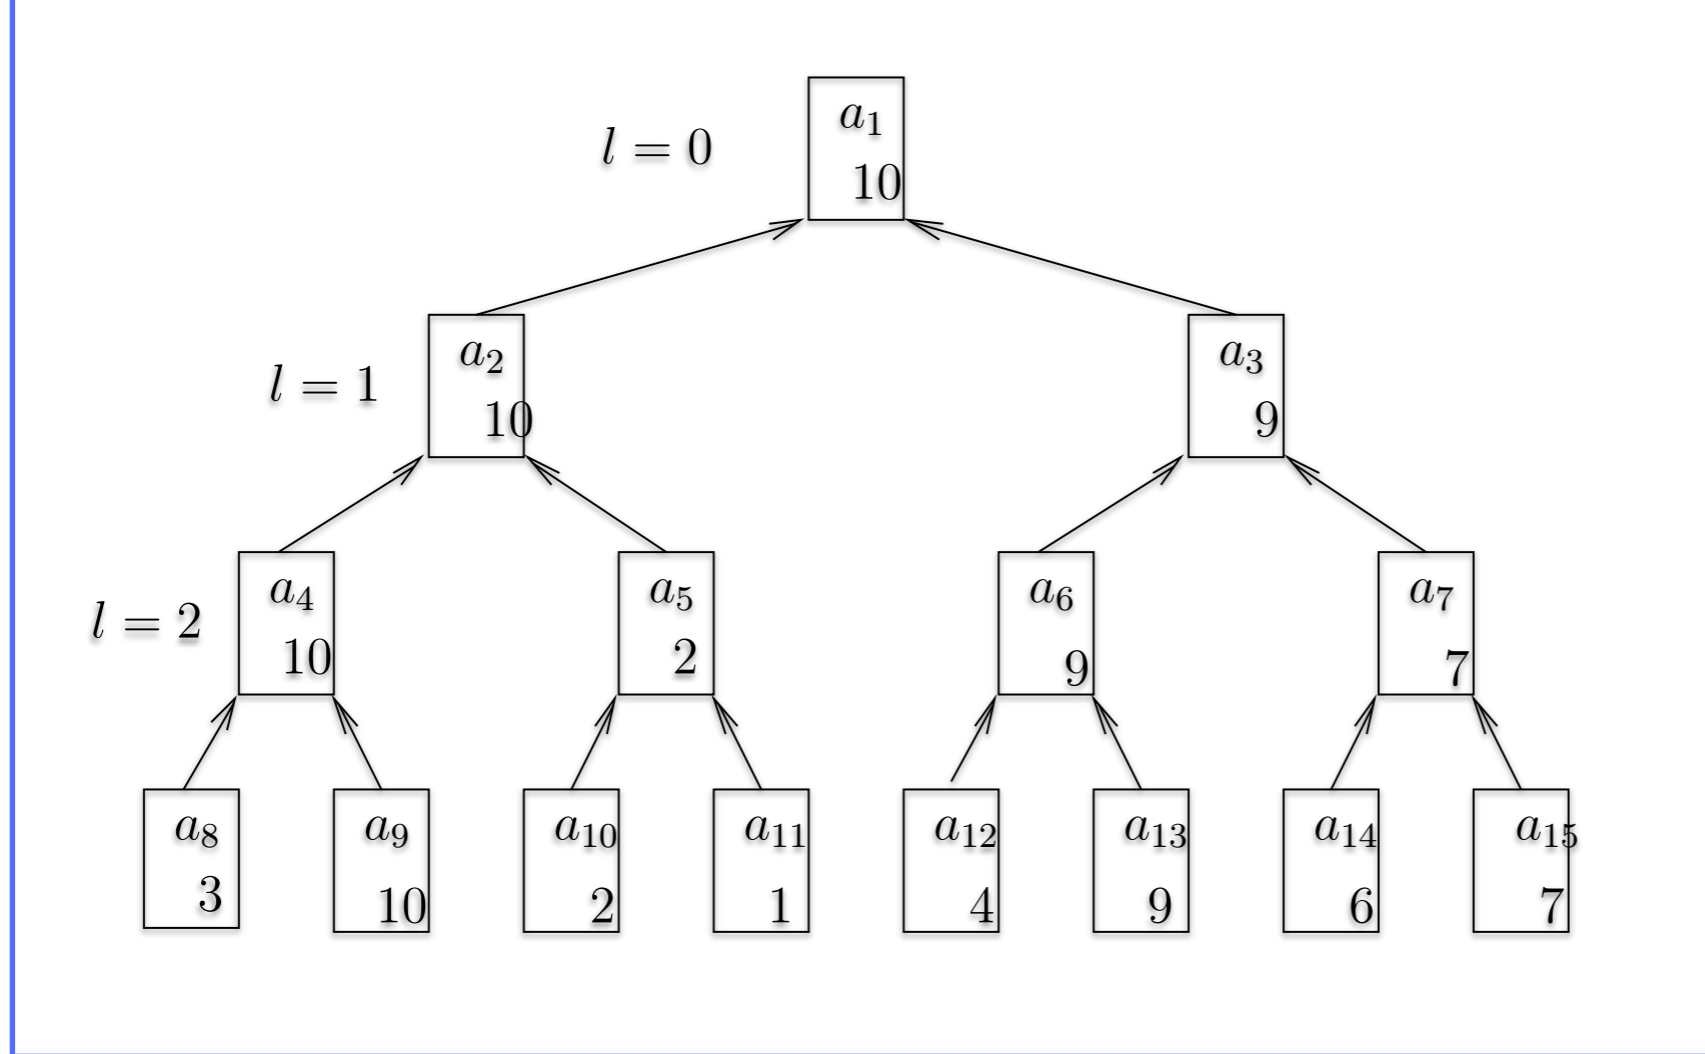 a₁
l = 0
10
a₂ a₃
l = 1
10 9
a₄ a₅ a₆ a₇
l = 2
10 2 9 7
a₈ a₉ a₁₀ a₁₁ a₁₂ a₁₃ a₁₄ a₁₅
3 10 2 1 4 9 6 7